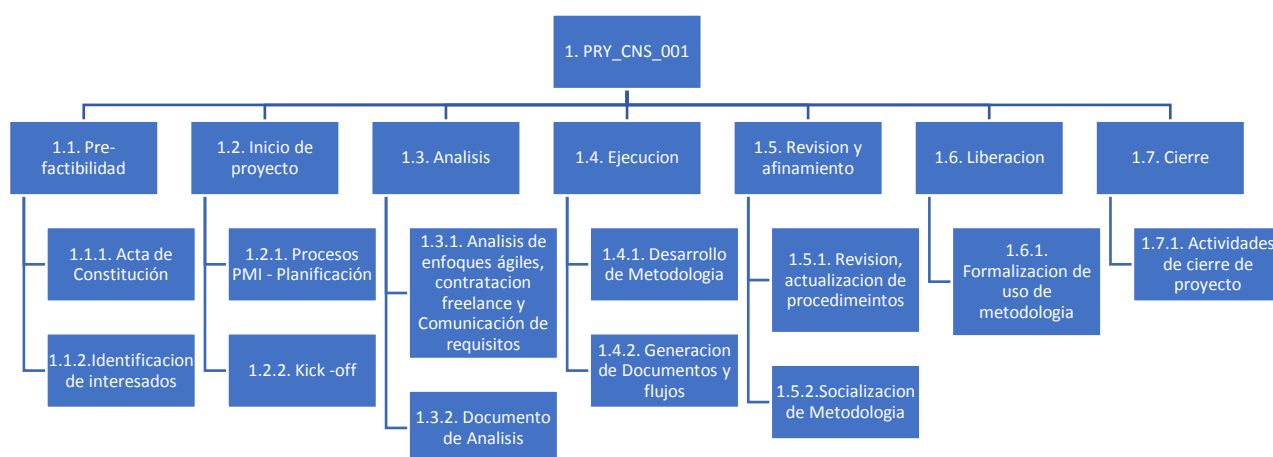 1. PRY_CNS_001
1.1. Pre-
factibilidad
1.2. Inicio de
proyecto
1.3. Analisis
1.4. Ejecucion
1.5. Revision y
afinamiento
1.6. Liberacion
1.7. Cierre
1.1.1. Acta de
Constitución
1.1.2.Identificacion
de interesados
1.2.1. Procesos
PMI - Planificación
1.2.2. Kick -off
1.3.1. Analisis de
enfoques ágiles,
contratacion
freelance y
Comunicación de
requisitos
1.3.2. Documento
de Analisis
1.4.1. Desarrollo
de Metodologia
1.4.2. Generacion
de Documentos y
flujos
1.5.1. Revision,
actualizacion de
procedimeintos
1.5.2.Socializacion
de Metodologia
1.6.1.
Formalizacion de
uso de
metodologia
1.7.1. Actividades
de cierre de
proyecto